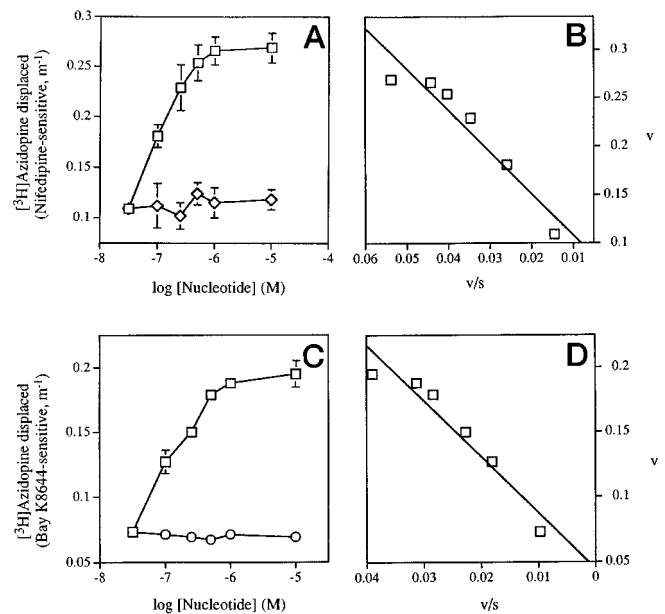 A
[³H]Azidopine displaced
(Nifedipine-sensitive, m⁻¹)
0.3
0.25
0.2
0.15
0.1
-8 -7 -6 -5 -4
log [Nucleotide] (M)
B
0.3
0.25
0.2
0.15
0.1
v
0.06 0.05 0.04 0.03 0.02 0.01
v/s
C
[³H]Azidopine displaced
(Bay K8644-sensitive, m⁻¹)
0.2
0.15
0.1
0.05
-8 -7 -6 -5
log [Nucleotide] (M)
D
0.2
0.15
0.1
0.05
v
0.04 0.03 0.02 0.01 0
v/s